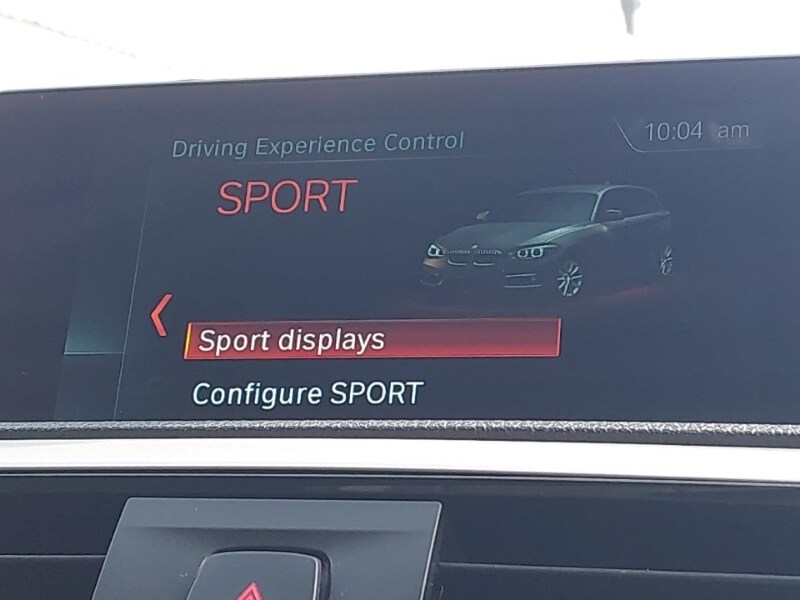 Driving Experience Control
10:04 am
SPORT
Sport displays
Configure SPORT